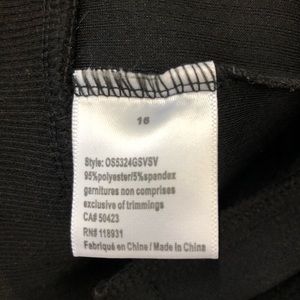 16
Style: OS5324GSVSV
95%polyester/5%spandex
garnitures non comprises
exclusive of trimmings
CA# 50423
RN# 118931
Fabriqué en Chine / Made in China